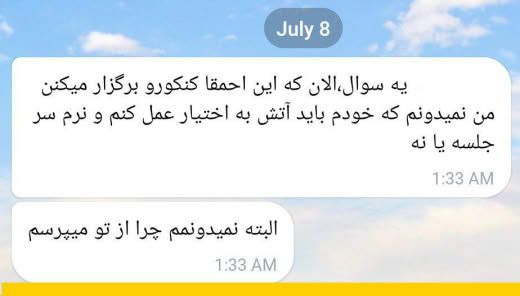 July 8
یه سوال،الان که این احمقا کنکورو برگزار میکنن
من نمیدونم که خودم باید آتش به اختیار عمل کنم و نرم سر
جلسه یا نه
1:33 AM
البته نمیدونمم چرا از تو میپرسم
1:33 AM